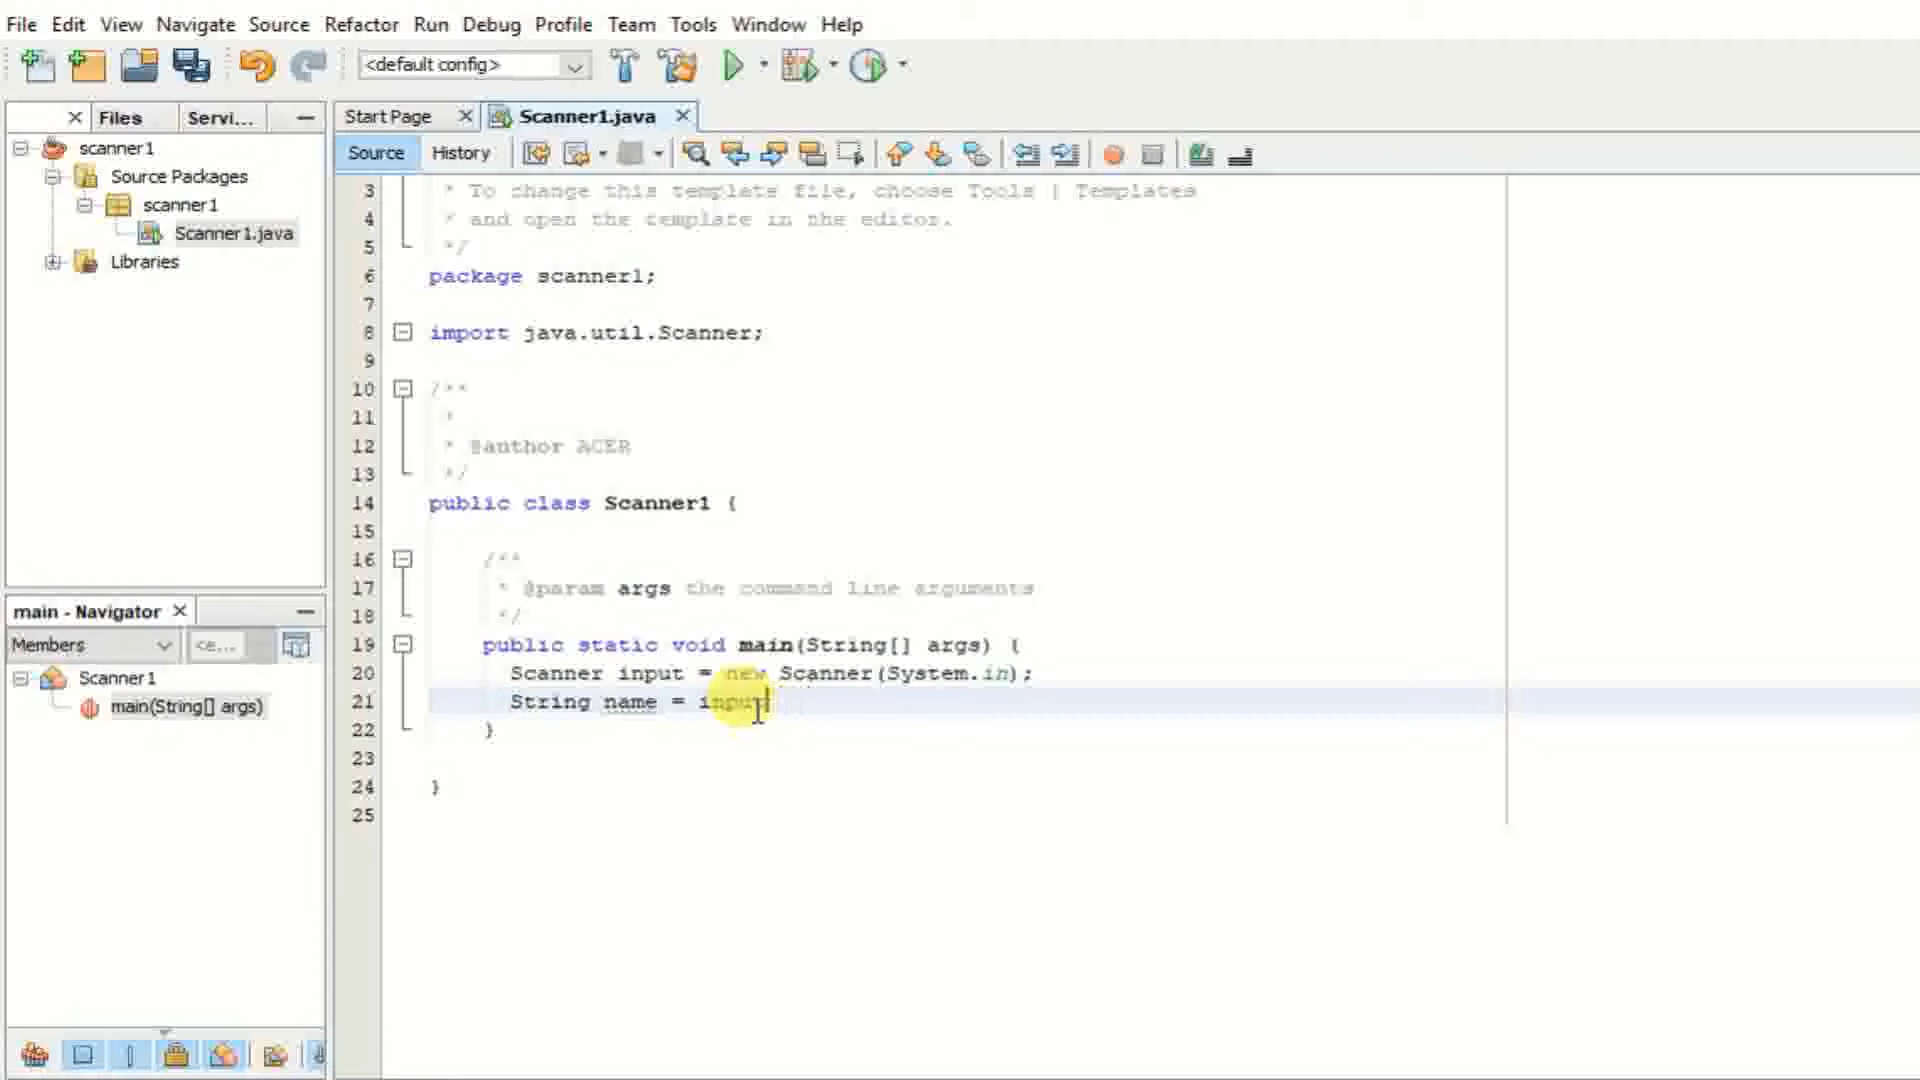 File Edit View Navigate Source Refactor Run Debug Profile Team Tools Window Help
<default config>
Files Servi...
scanner1
Source Packages
scanner1
Scanner1.java
Libraries
main - Navigator
Members <e...
Scanner1
main(String[] args)
Start Page Scanner1.java
Source History
3 * To change this template file, choose Tools | Templates
4 * and open the template in the editor.
5 */
6 package scanner1;
7
8 import java.util.Scanner;
9
10 /**
11 *
12 * @author ACER
13 */
14 public class Scanner1 {
15
16 /**
17 * @param args the command line arguments
18 */
19 public static void main(String[] args) {
20 Scanner input = new Scanner(System.in);
21 String name = input
22 }
23
24 }
25